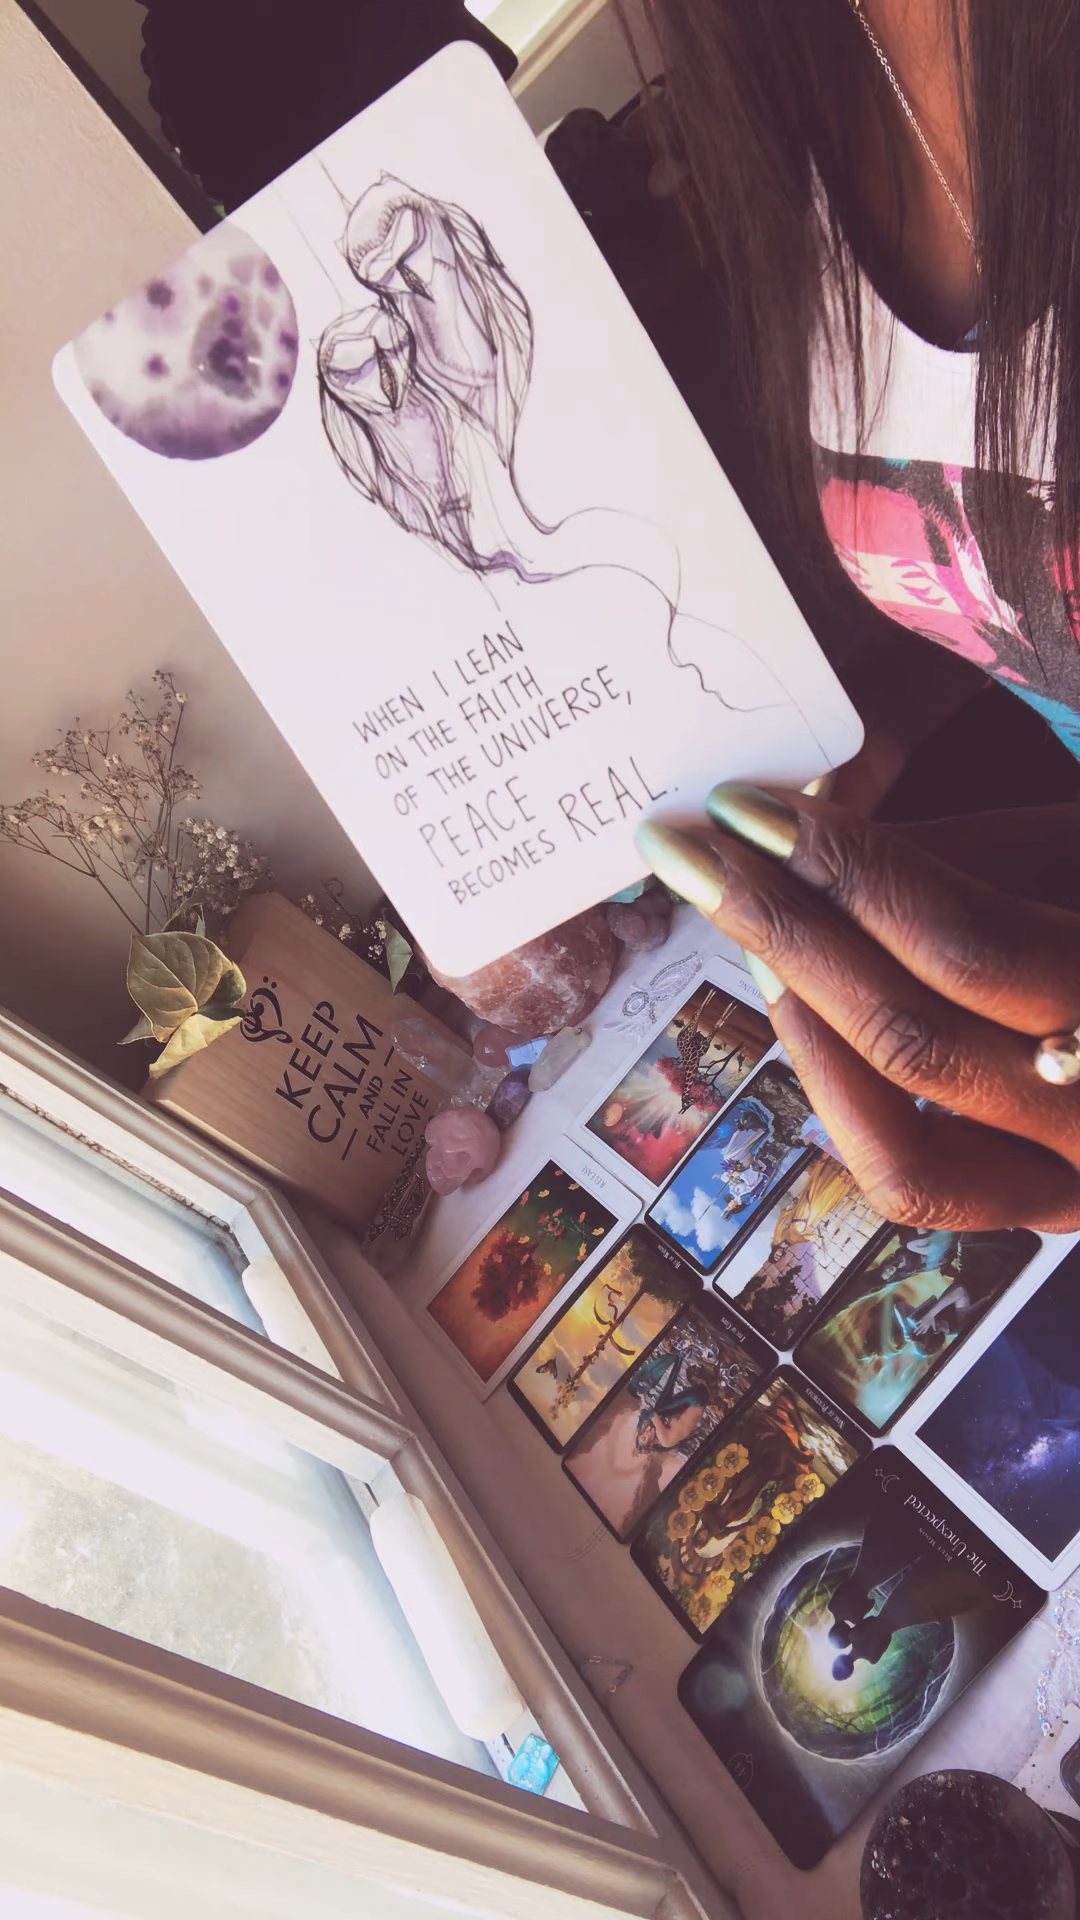 WHEN I LEAN
ON THE FAITH
OF THE UNIVERSE,
PEACE
BECOMES REAL.
KEEP
CALM
AND
FALL IN
LOVE
RELEASE
The Unexpected